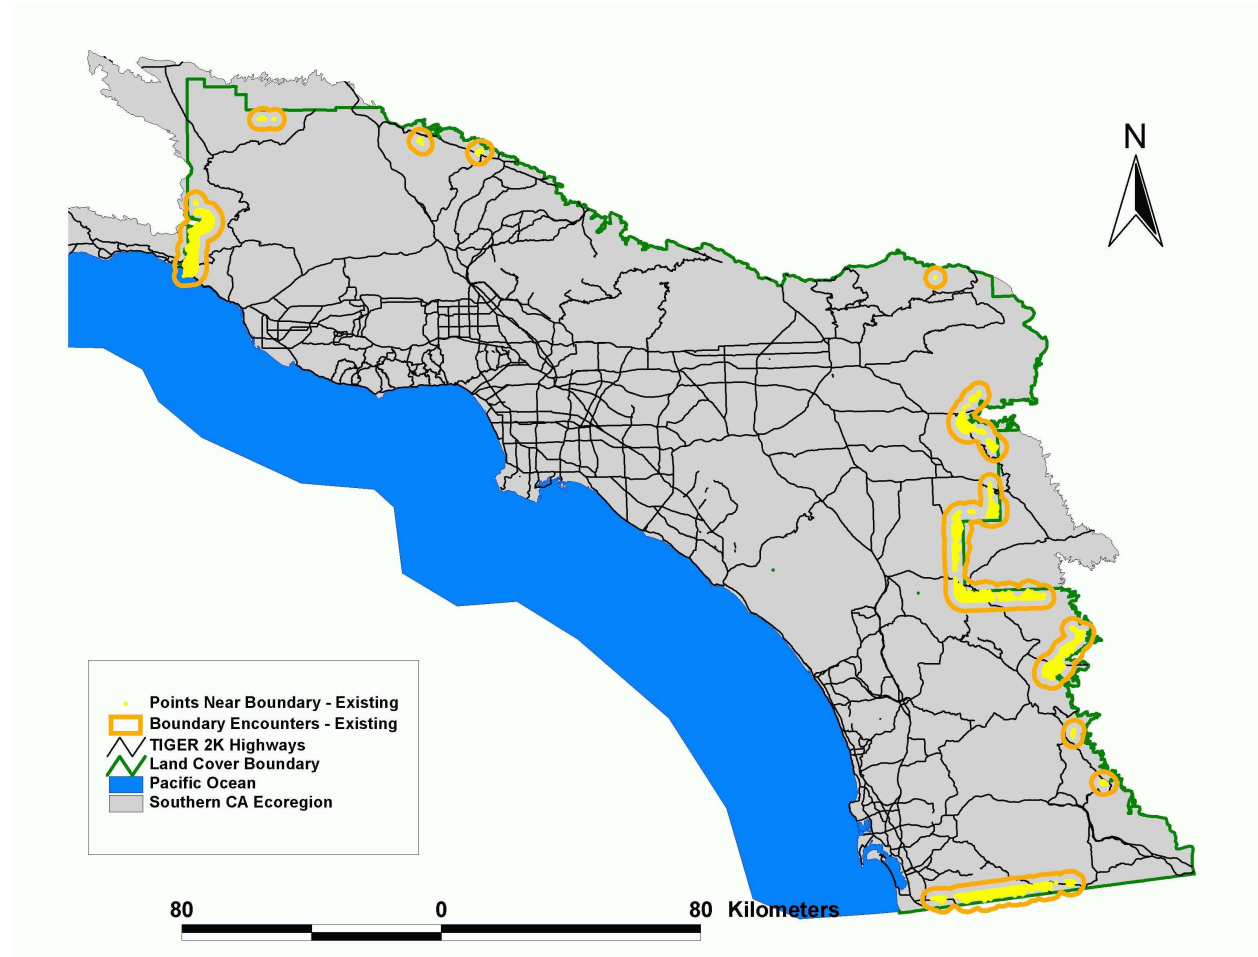 N
Points Near Boundary - Existing
Boundary Encounters - Existing
TIGER 2K Highways
Land Cover Boundary
Pacific Ocean
Southern CA Ecoregion
80 0 80 Kilometers